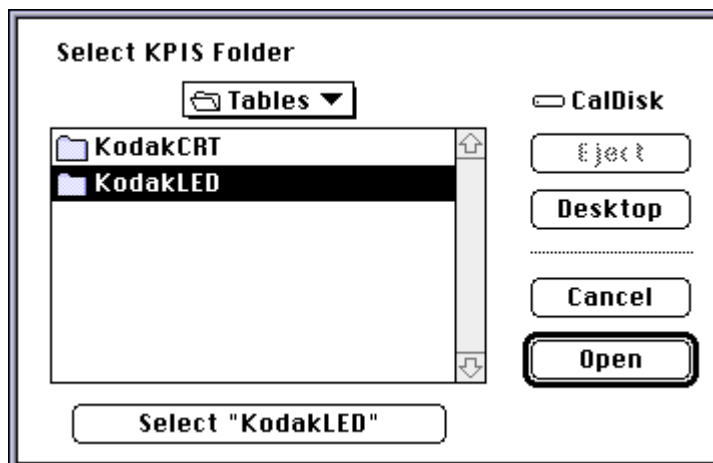 Select KPIS Folder
Tables
CalDisk
KodakCRT
KodakLED
Eject
Desktop
Cancel
Open
Select "KodakLED"